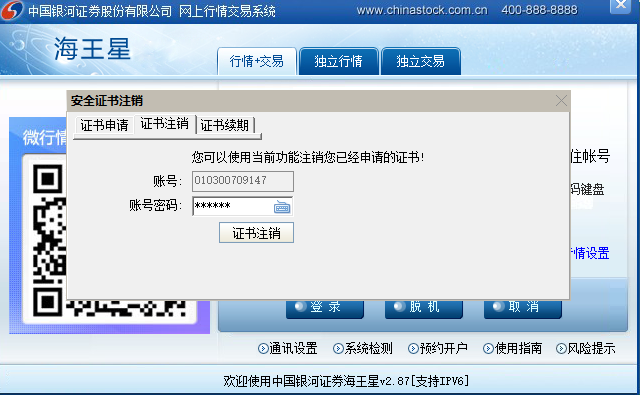 中国银河证券股份有限公司 网上行情交易系统 www.chinastock.com.cn 400-888-8888
海王星
行情+交易 独立行情 独立交易
安全证书注销
证书申请 证书注销 证书续期
微行情
您可以使用当前功能注销您已经申请的证书!
住帐号
账号: 010300709147
码键盘
账号密码: ******
证书注销
情设置
登 录 脱 机 取 消
通讯设置 系统检测 预约开户 使用指南 风险提示
欢迎使用中国银河证券海王星v2.87[支持IPV6]